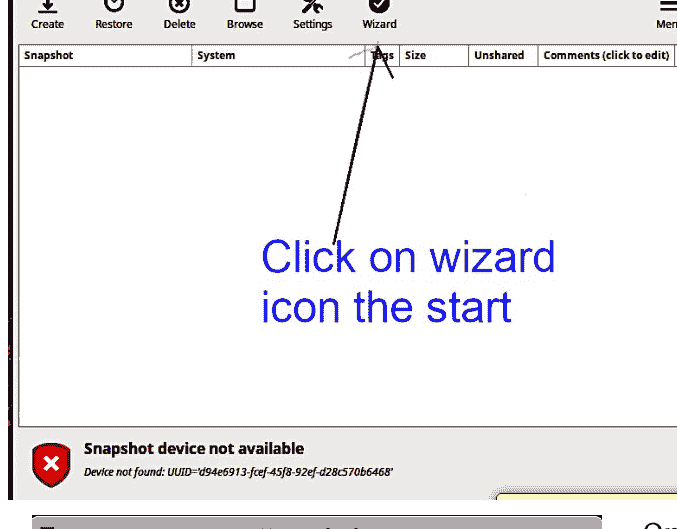 Create Restore Delete Browse Settings Wizard
Snapshot System Tags Size Unshared Comments (click to edit)
Click on wizard
icon the start
Snapshot device not available
Device not found: UUID='d94e6913-fcef-45f8-92ef-d28c570b6468'